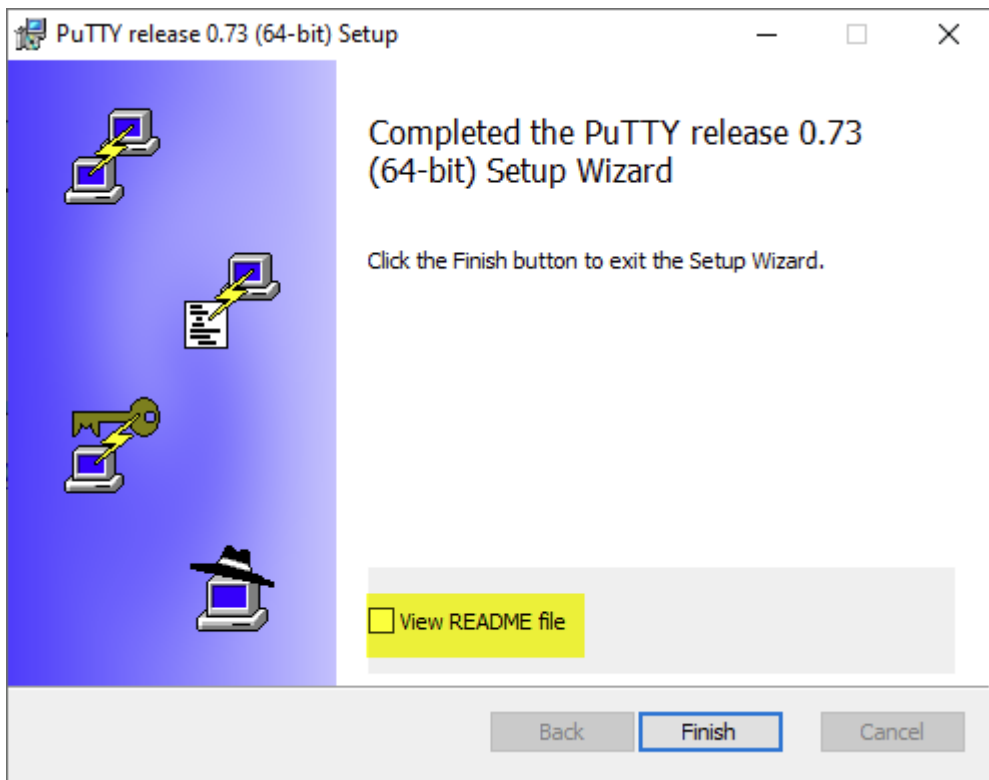 PuTTY release 0.73 (64-bit) Setup
Completed the PuTTY release 0.73
(64-bit) Setup Wizard
Click the Finish button to exit the Setup Wizard.
View README file
Back
Finish
Cancel